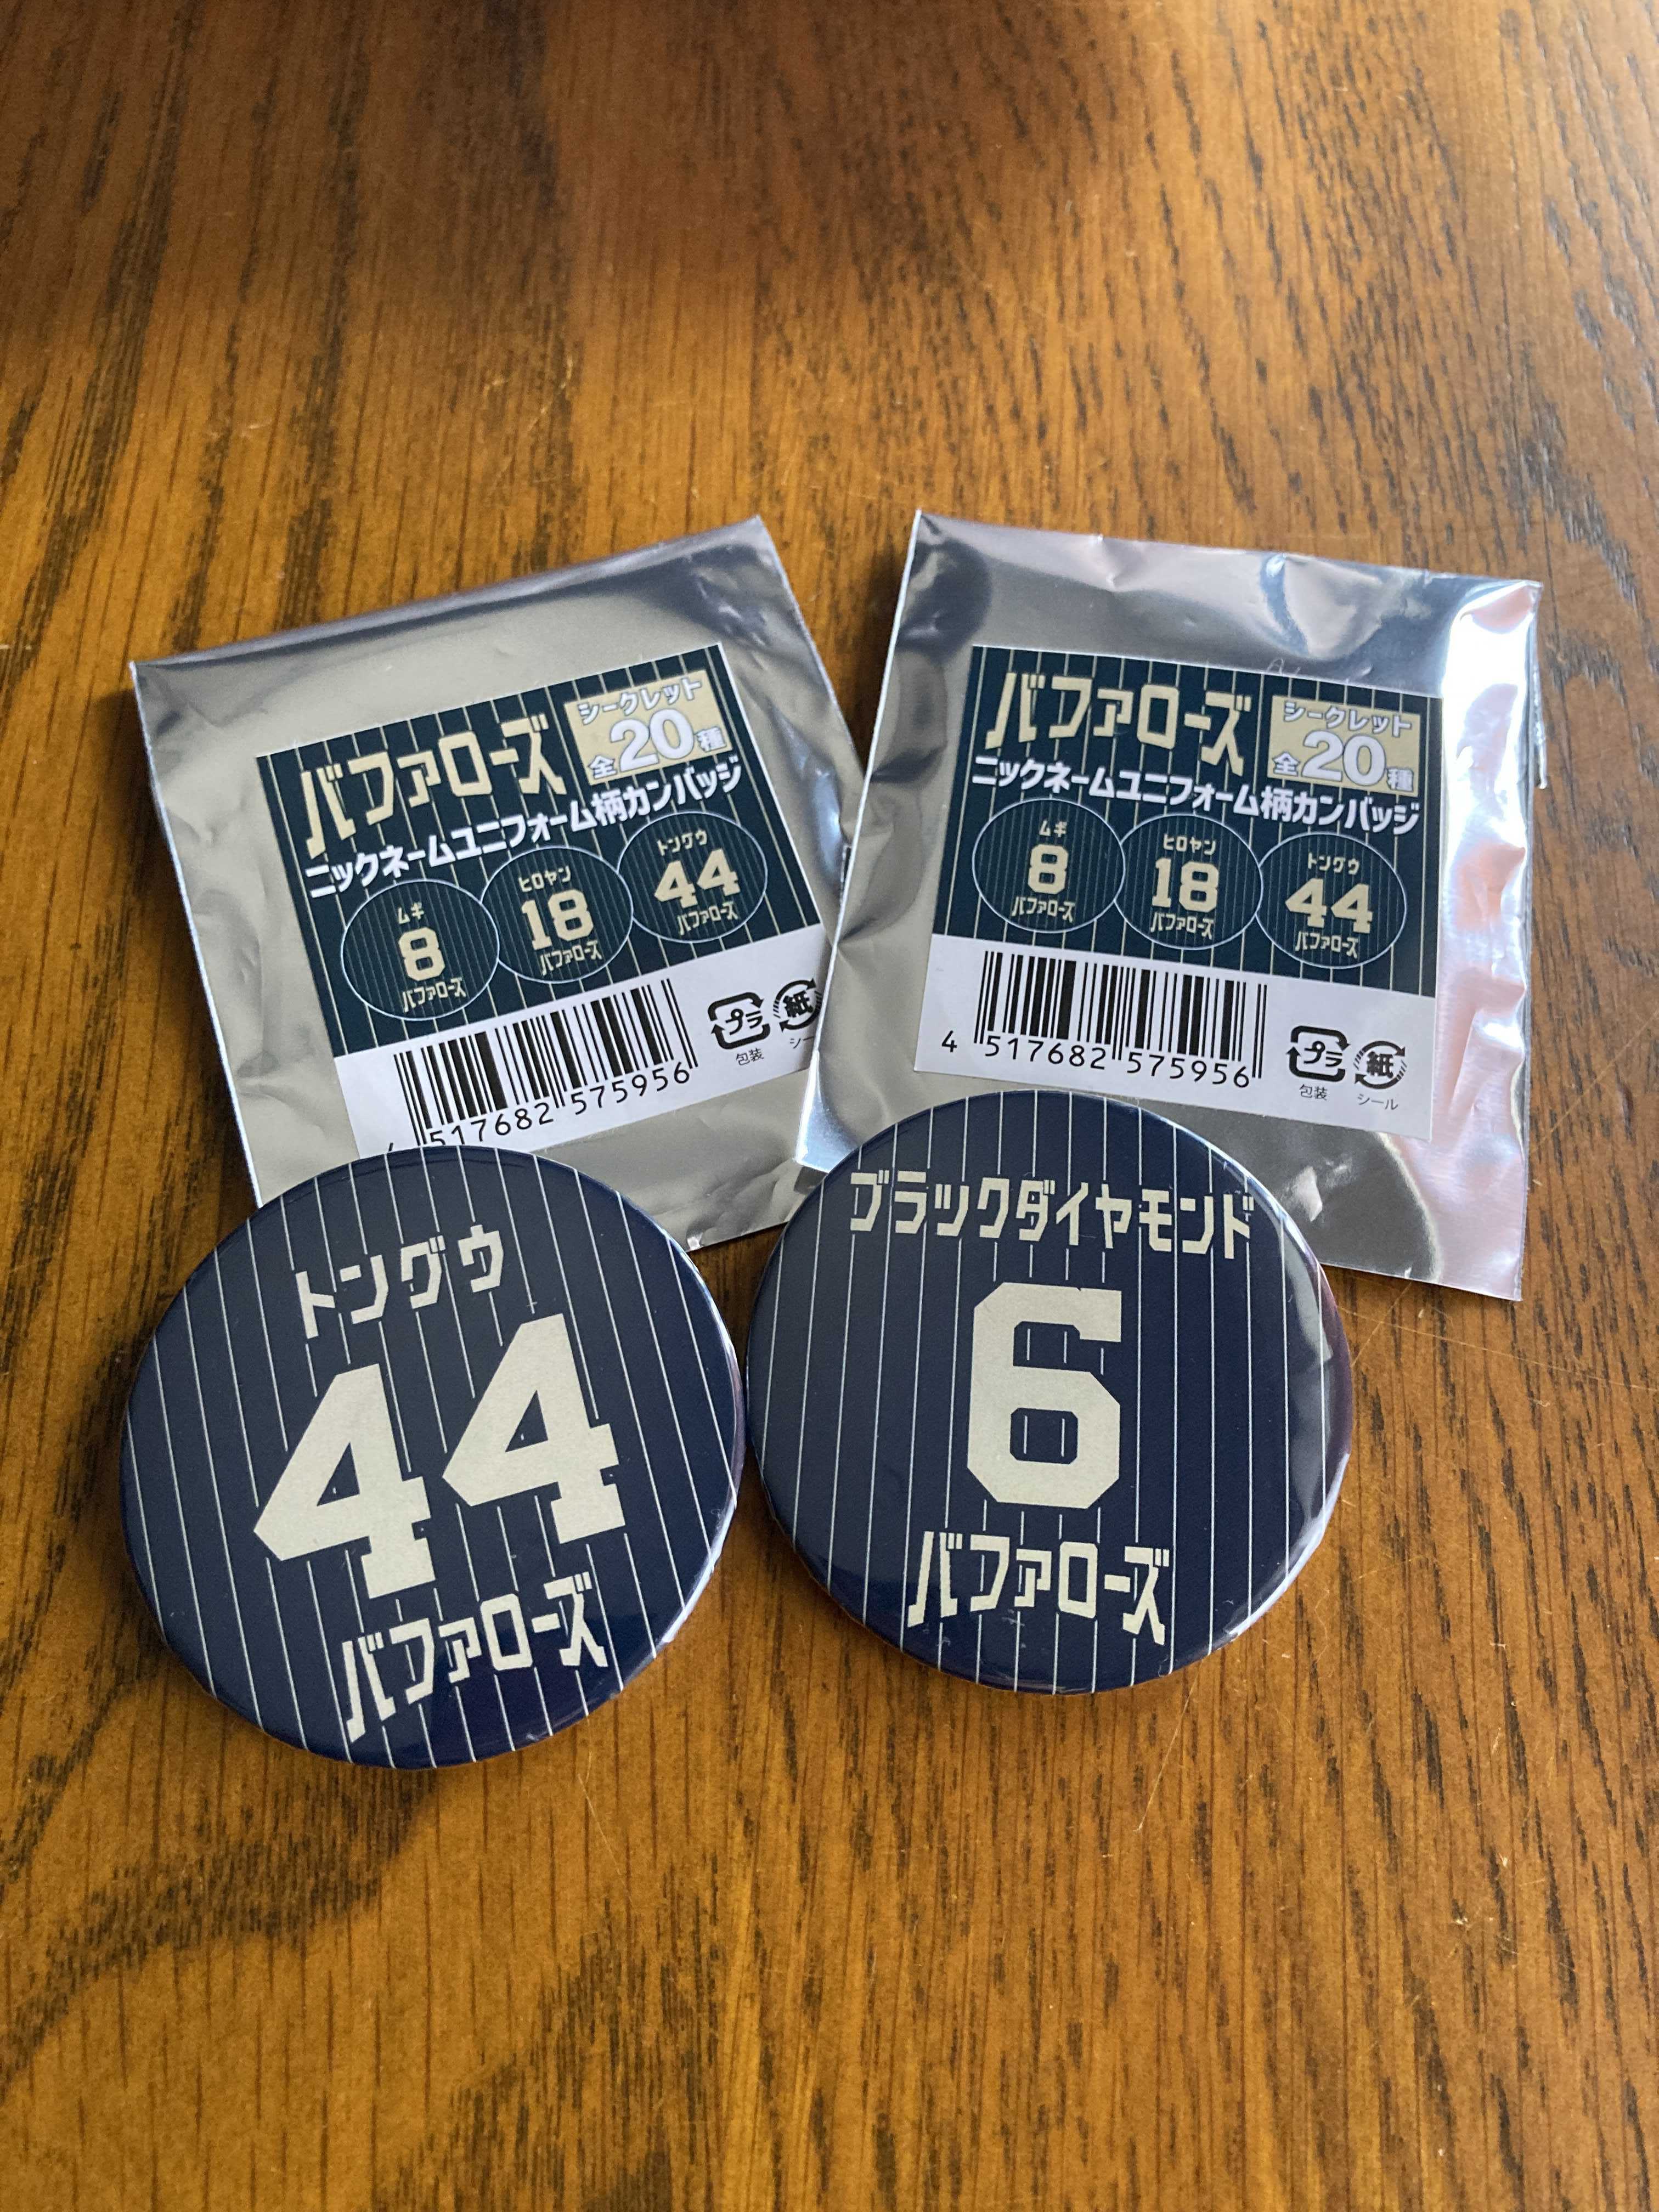 バファローズ
シークレット
全20種
ニックネームユニフォーム柄カンバッジ
ムギ
8
バファローズ
ヒロヤン
18
バファローズ
トングウ
44
バファローズ
517682 575956
プラ
包装
紙
バファローズ
シークレット
全20種
ニックネームユニフォーム柄カンバッジ
ムギ
8
バファローズ
ヒロヤン
18
バファローズ
トングウ
44
バファローズ
4 517682 575956
プラ
包装
紙
シール
トングウ
44
バファローズ
ブラックダイヤモンド
6
バファローズ